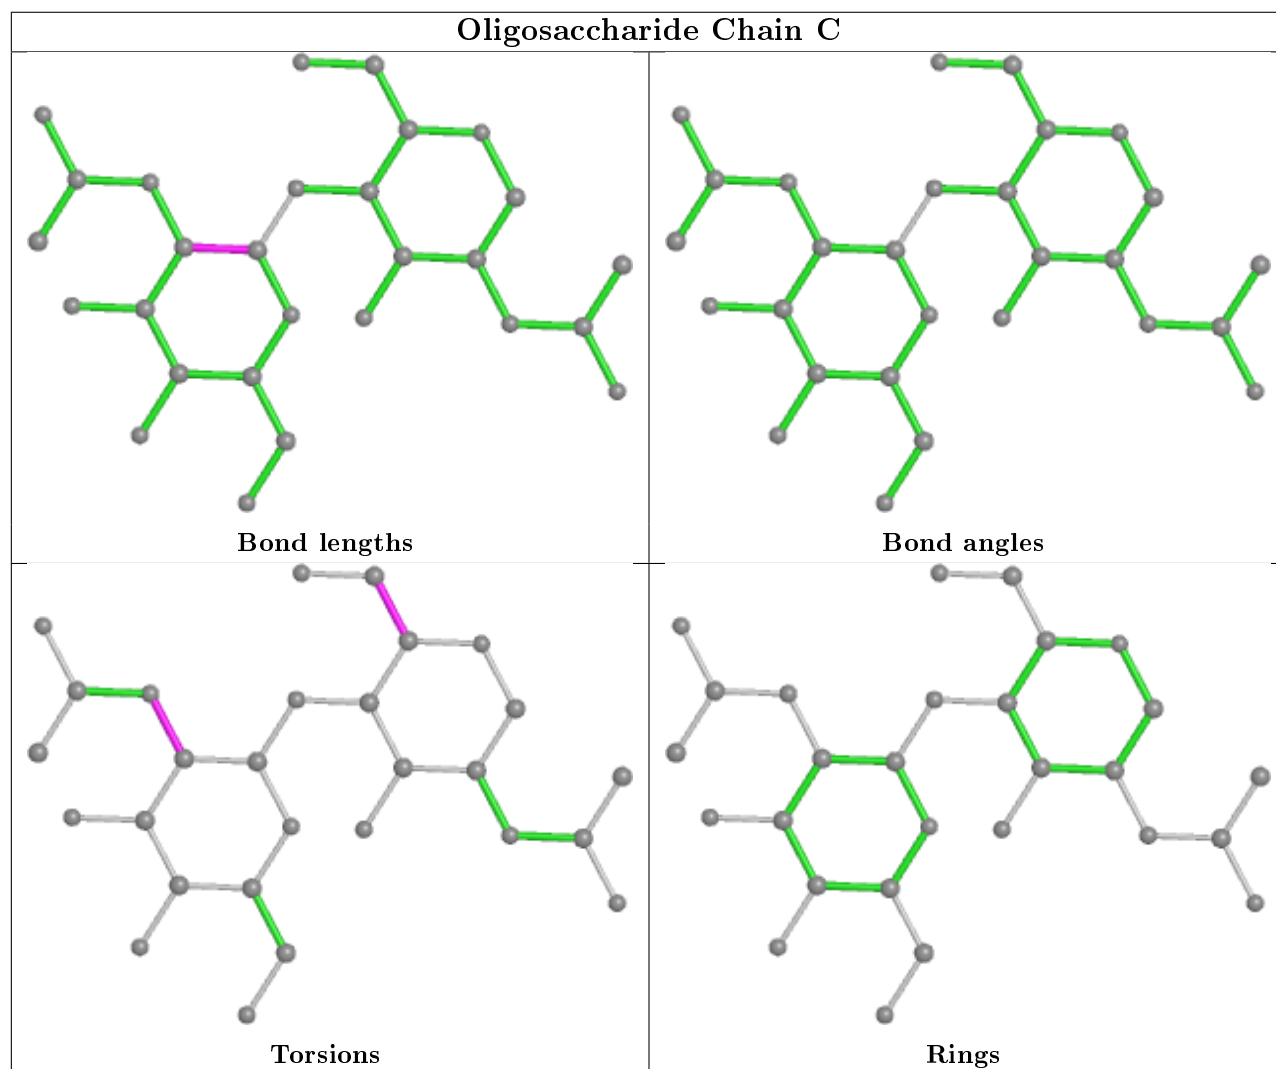 Oligosaccharide Chain C
Bond lengths
Bond angles
Torsions
Rings